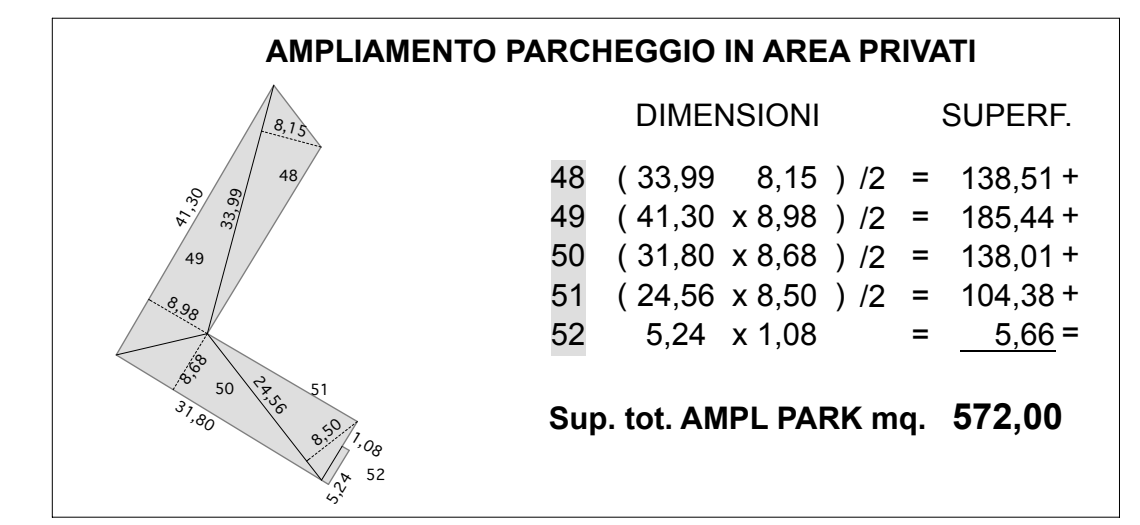 AMPLIAMENTO PARCHEGGIO IN AREA PRIVATI
DIMENSIONI SUPERF.
48 ( 33,99 8,15 ) /2 = 138,51 +
49 ( 41,30 x 8,98 ) /2 = 185,44 +
50 ( 31,80 x 8,68 ) /2 = 138,01 +
51 ( 24,56 x 8,50 ) /2 = 104,38 +
52 5,24 x 1,08 = 5,66 =
Sup. tot. AMPL PARK mq. 572,00
8,15
48
41,30
33,99
49
8,98
8,68
50
24,56
51
31,80
8,50
1,08
52
5,24